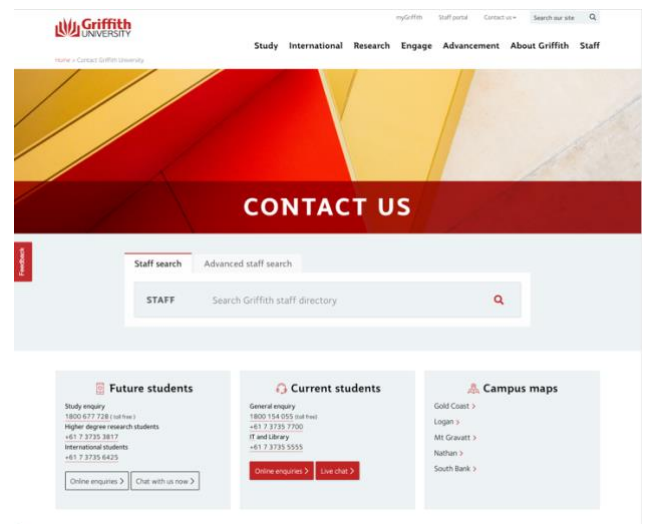 Griffith
UNIVERSITY
myGriffith Staff portal Contact us Search our site
Study International Research Engage Advancement About Griffith Staff
Home > Contact Griffith University
CONTACT US
Feedback
Staff search Advanced staff search
STAFF Search Griffith staff directory
Future students
Study enquiry
1800 677 728 (toll free)
Higher degree research students
+61 7 3735 3817
International students
+61 7 3735 6425
Online enquiries > Chat with us now >
Current students
General enquiry
1800 154 055 (toll free)
+61 7 3735 7700
IT and Library
+61 7 3735 5555
Online enquiries > Live chat >
Campus maps
Gold Coast >
Logan >
Mt Gravatt >
Nathan >
South Bank >